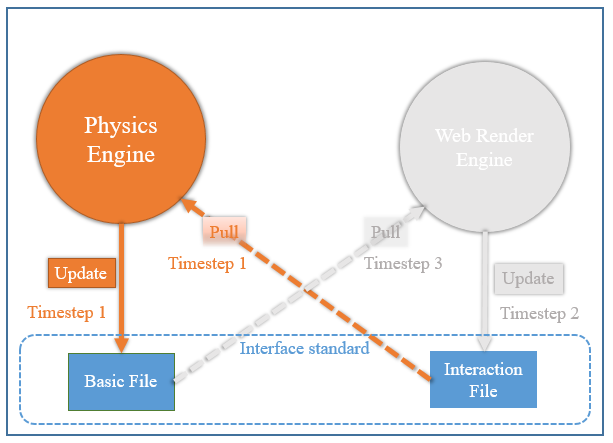 Physics
Engine
Web Render
Engine
Pull
Pull
Timestep 1
Timestep 3
Update
Update
Timestep 1
Timestep 2
Interface standard
Basic File
Interaction
File